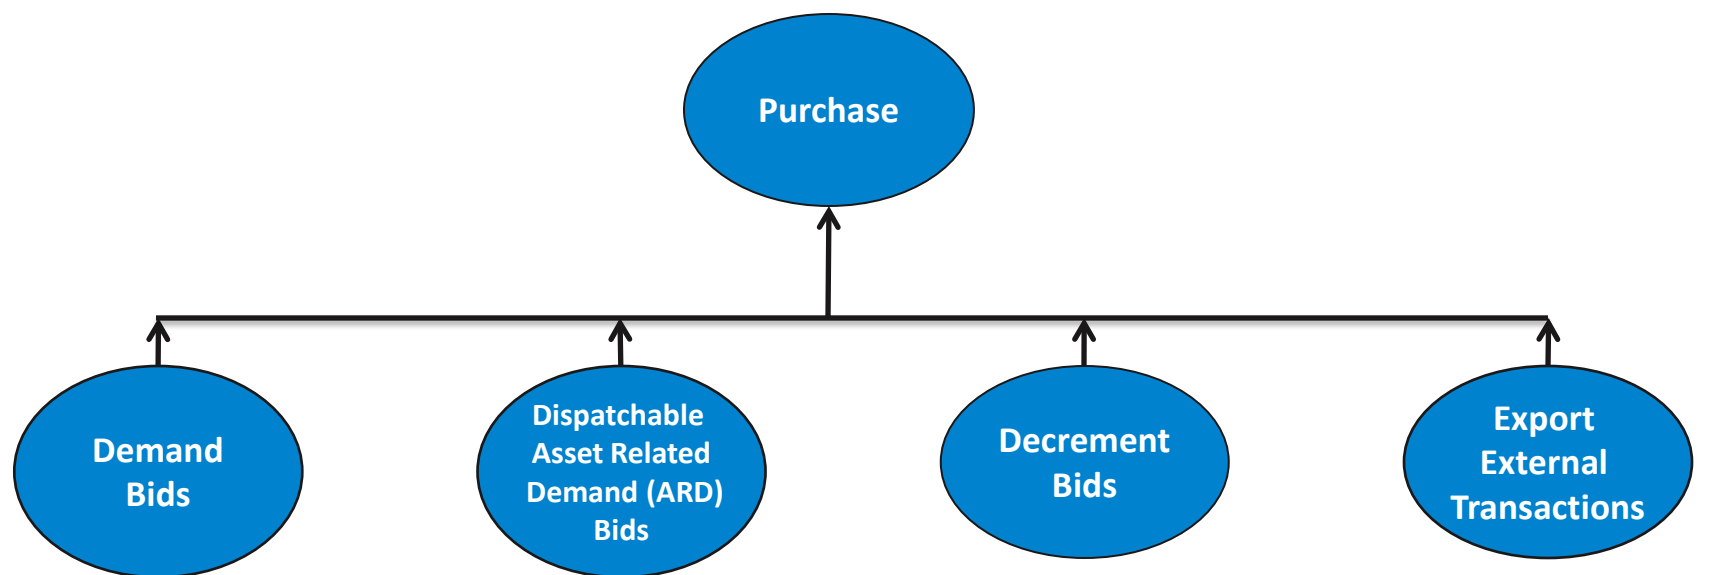 Purchase
Demand
Bids
Dispatchable
Asset Related
Demand (ARD)
Bids
Decrement
Bids
Export
External
Transactions